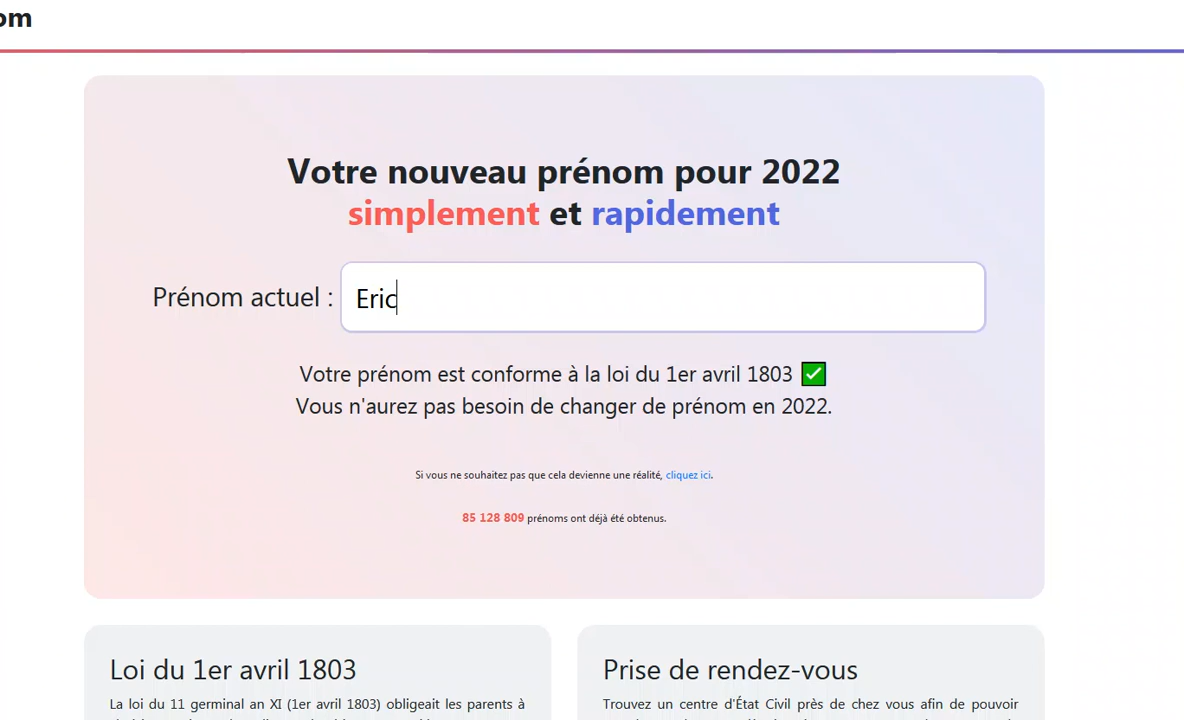 om
Votre nouveau prénom pour 2022
simplement et rapidement
Prénom actuel : Eric
Votre prénom est conforme à la loi du 1er avril 1803 ✅
Vous n'aurez pas besoin de changer de prénom en 2022.
Si vous ne souhaitez pas que cela devienne une réalité, cliquez ici.
85 128 809 prénoms ont déjà été obtenus.
Loi du 1er avril 1803
La loi du 11 germinal an XI (1er avril 1803) obligeait les parents à
Prise de rendez-vous
Trouvez un centre d'État Civil près de chez vous afin de pouvoir